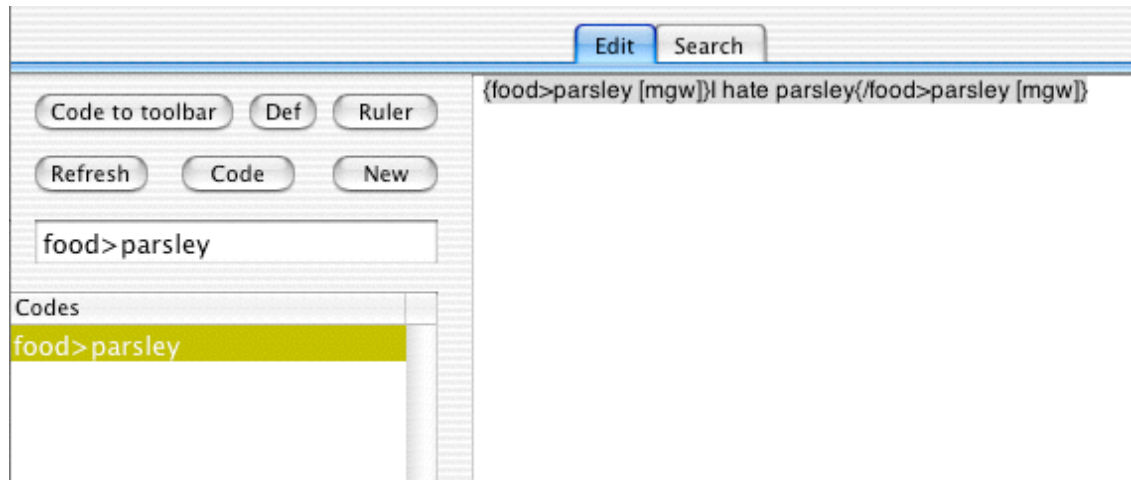 Edit Search
Code to toolbar Def Ruler
Refresh Code New
food>parsley
Codes
food>parsley
{food>parsley [mgw]}I hate parsley{/food>parsley [mgw]}